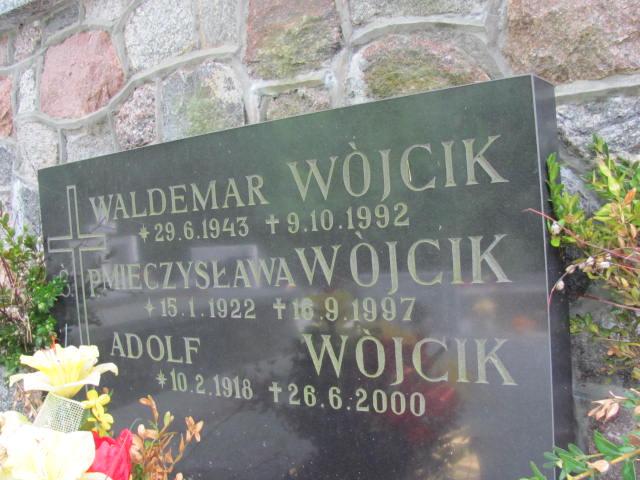 WALDEMAR WÒJCIK
*29.6.1943 †9.10.1992
Ś P MIECZYSŁAWA WÒJCIK
*15.1.1922 †16.9.1997
ADOLF WÒJCIK
*10.2.1918 †26.6.2000